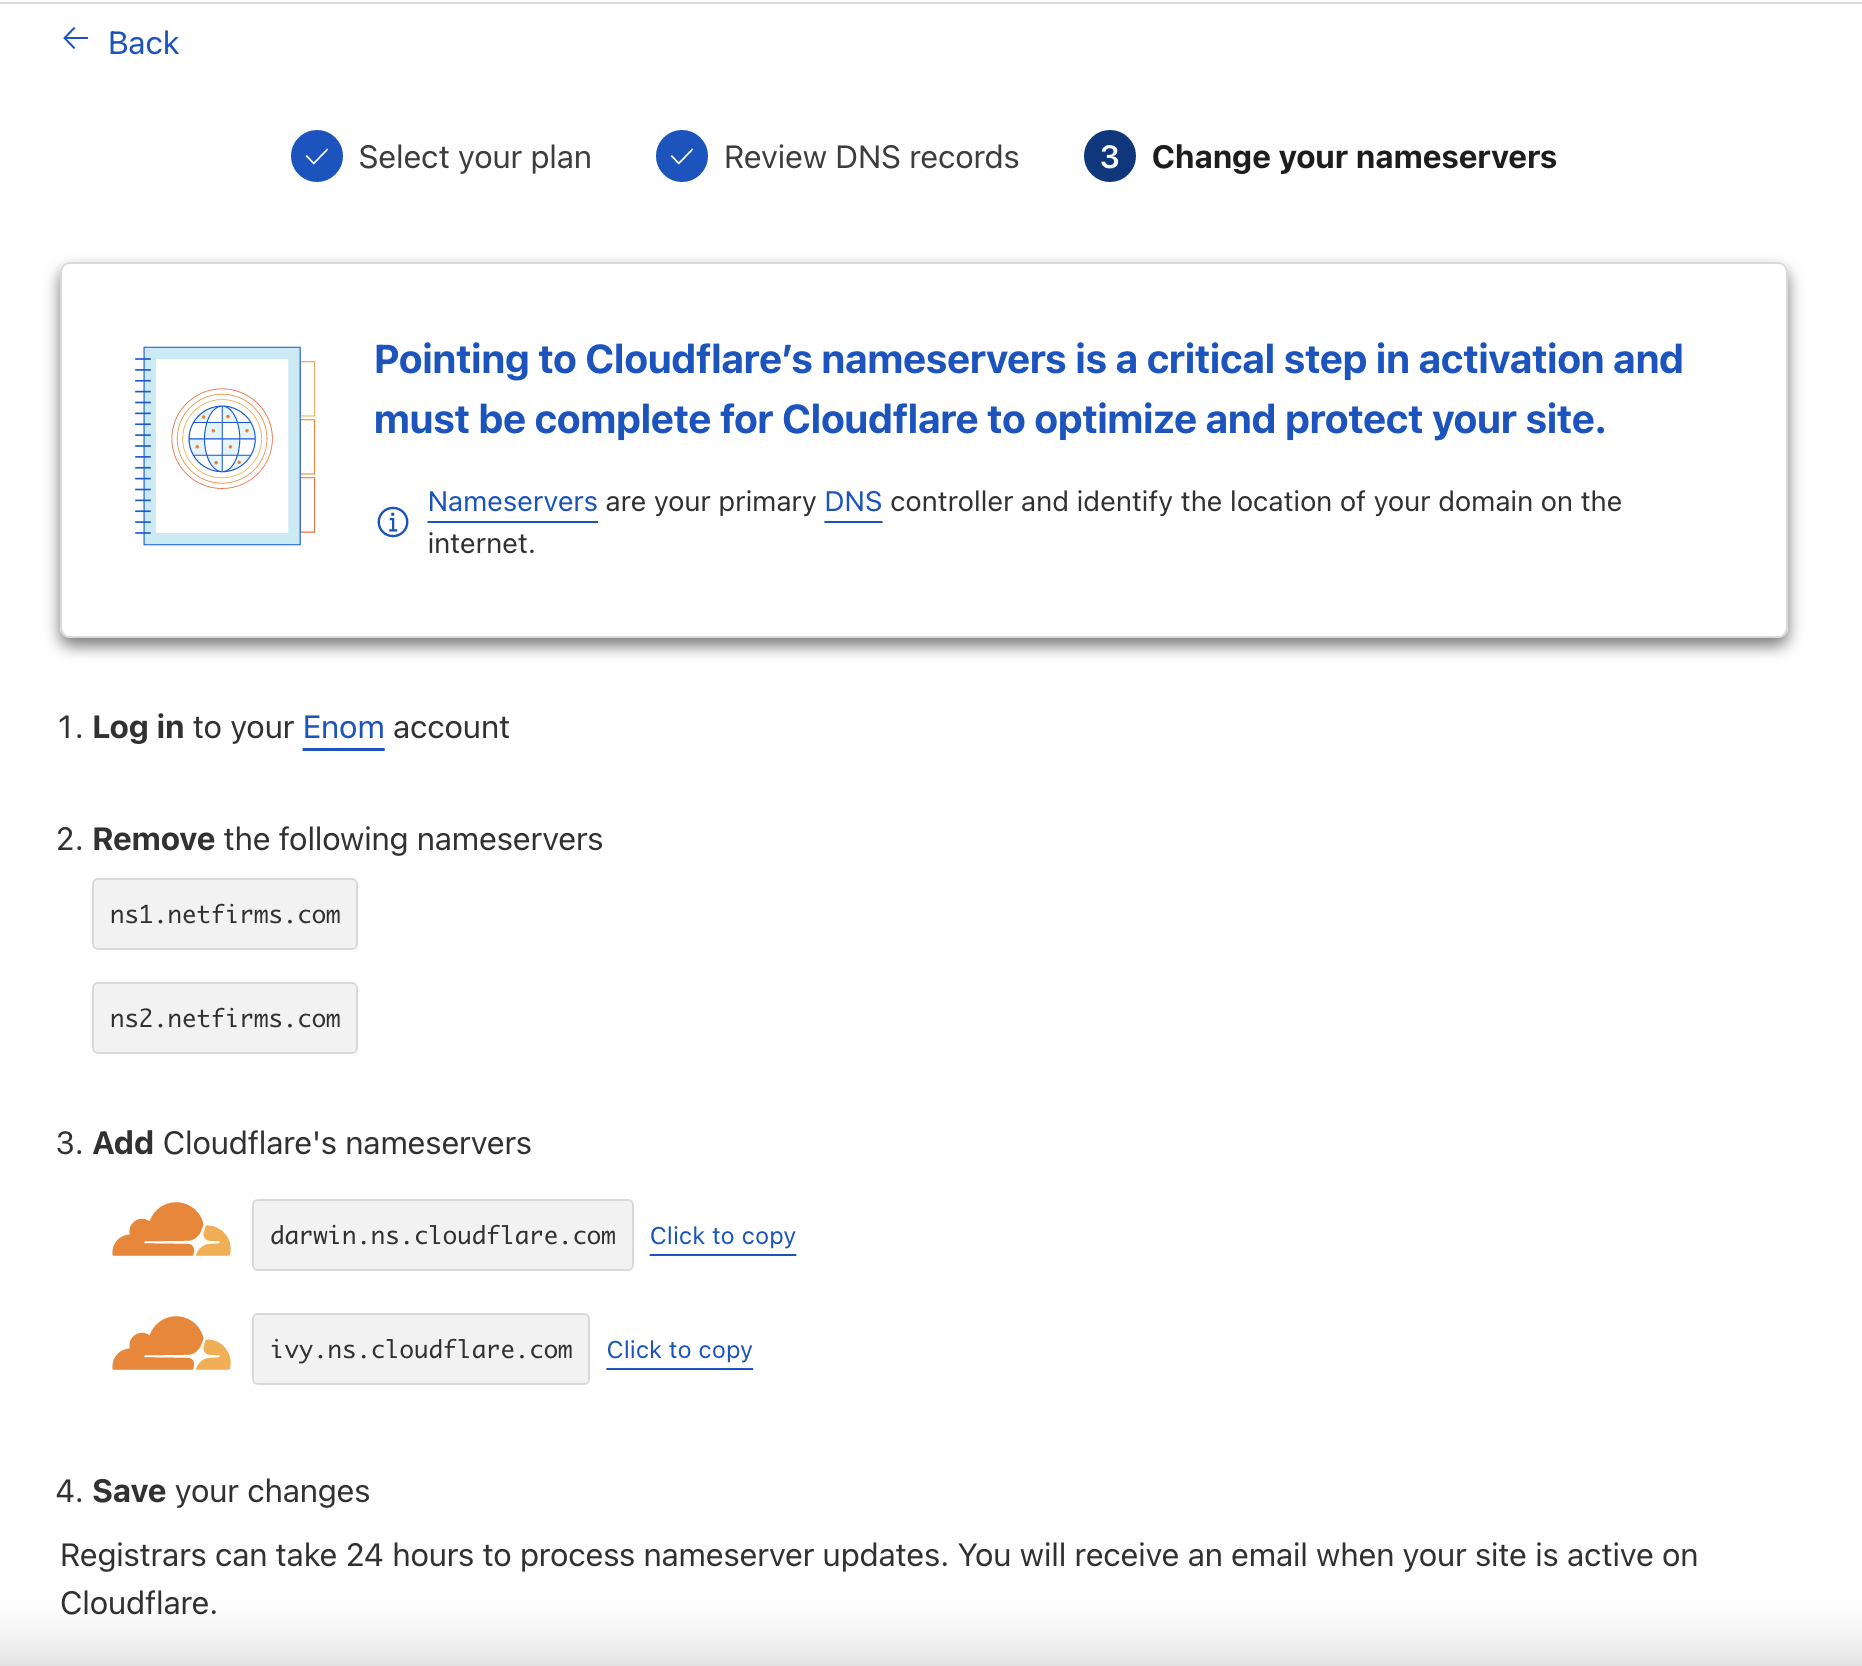 Back
Select your plan
Review DNS records
3 Change your nameservers
Pointing to Cloudflare’s nameservers is a critical step in activation and
must be complete for Cloudflare to optimize and protect your site.
Nameservers are your primary DNS controller and identify the location of your domain on the
internet.
1. Log in to your Enom account
2. Remove the following nameservers
ns1.netfirms.com
ns2.netfirms.com
3. Add Cloudflare's nameservers
darwin.ns.cloudflare.com Click to copy
ivy.ns.cloudflare.com Click to copy
4. Save your changes
Registrars can take 24 hours to process nameserver updates. You will receive an email when your site is active on
Cloudflare.